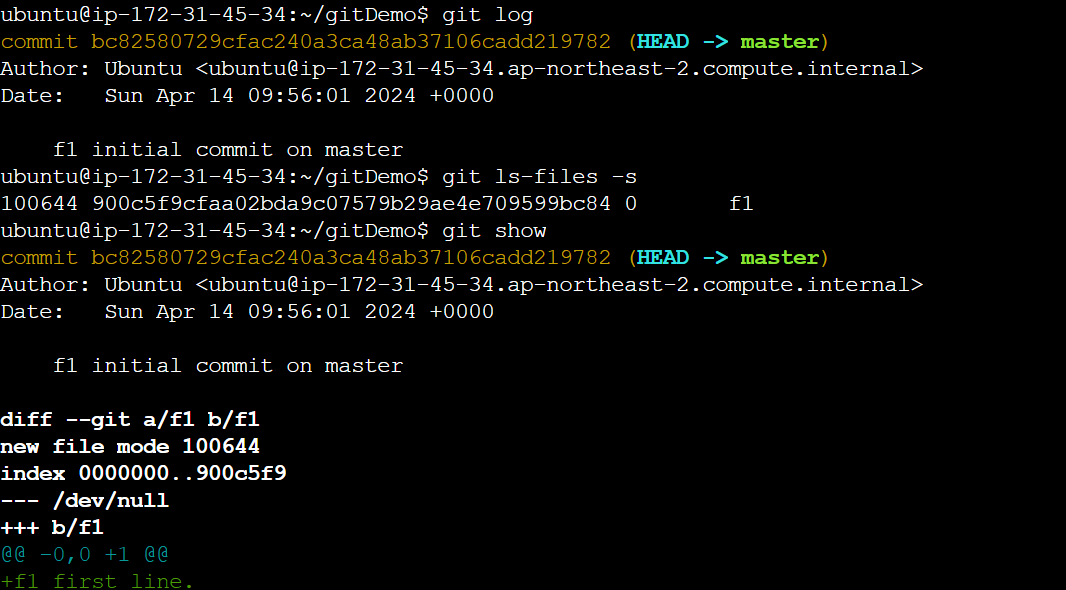 ubuntu@ip-172-31-45-34:~/gitDemo$ git log
commit bc82580729cfac240a3ca48ab37106cadd219782 (HEAD -> master)
Author: Ubuntu <ubuntu@ip-172-31-45-34.ap-northeast-2.compute.internal>
Date:   Sun Apr 14 09:56:01 2024 +0000

    f1 initial commit on master
ubuntu@ip-172-31-45-34:~/gitDemo$ git ls-files -s
100644 900c5f9cfaa02bda9c07579b29ae4e709599bc84 0       f1
ubuntu@ip-172-31-45-34:~/gitDemo$ git show
commit bc82580729cfac240a3ca48ab37106cadd219782 (HEAD -> master)
Author: Ubuntu <ubuntu@ip-172-31-45-34.ap-northeast-2.compute.internal>
Date:   Sun Apr 14 09:56:01 2024 +0000

    f1 initial commit on master

diff --git a/f1 b/f1
new file mode 100644
index 0000000..900c5f9
--- /dev/null
+++ b/f1
@@ -0,0 +1 @@
+f1 first line.